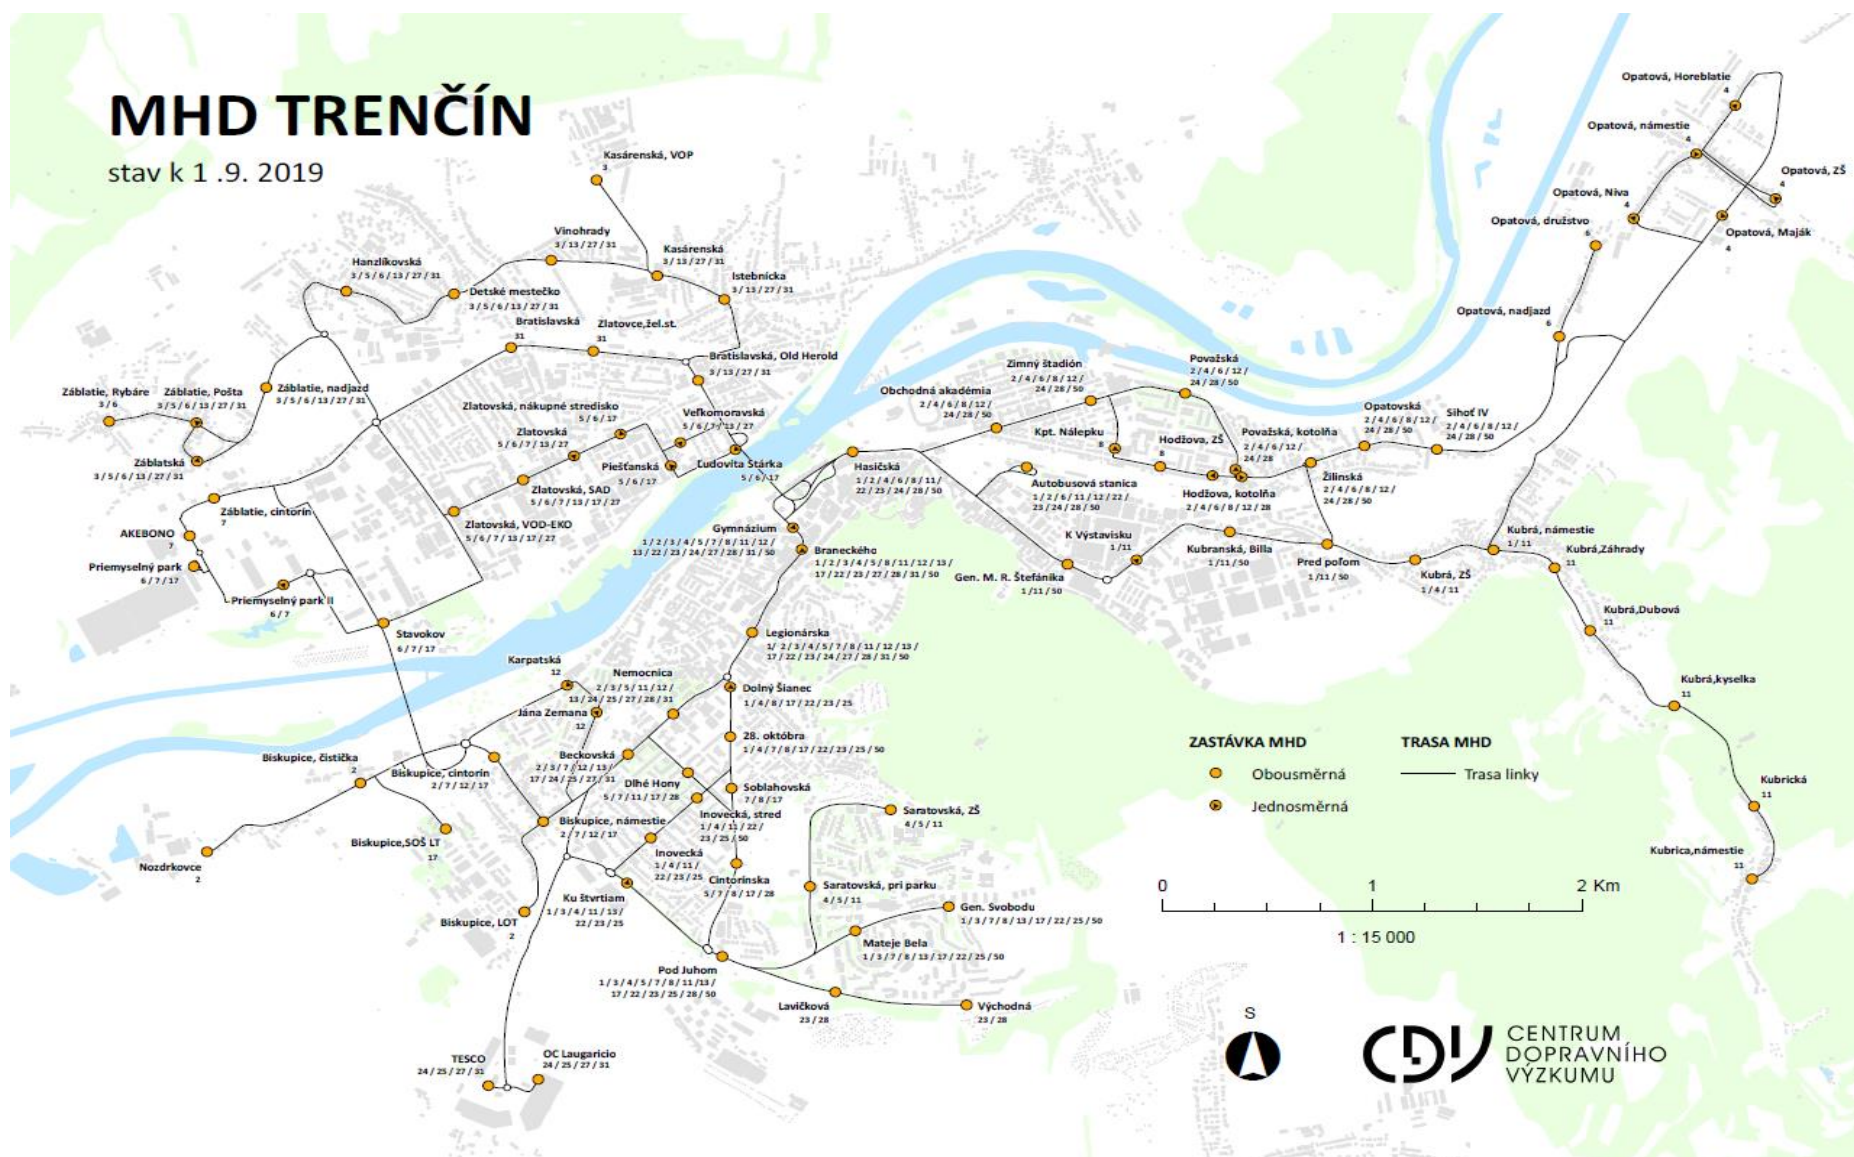 MHD TRENČÍN
stav k 1 .9. 2019
Kasárenská, VOP
3
Vinohrady
3 / 13 / 27 / 31
Kasárenská
3 / 13 / 27 / 31
Istebnícka
3 / 13 / 27 / 31
Hanzlíkovská
3 / 5 / 6 / 13 / 27 / 31
Detské mestečko
3 / 5 / 6 / 13 / 27 / 31
Bratislavská
31
Zlatovce,žel.st.
31
Bratislavská, Old Herold
3 / 13 / 27 / 31
Záblatie, Rybáre
3 / 6
Záblatie, Pošta
3 / 5 / 6 / 13 / 27 / 31
Záblatie, nadjazd
3 / 5 / 6 / 13 / 27 / 31
Záblatská
3 / 5 / 6 / 13 / 27 / 31
Zlatovská, nákupné stredisko
5 / 6 / 17
Veľkomoravská
5 / 6 / 7 / 13 / 27
Zlatovská
5 / 6 / 7 / 13 / 27
Piešťanská
5 / 6 / 17
Ľudovíta Stárka
5 / 6 / 17
Zlatovská, SAD
5 / 6 / 7 / 13 / 17 / 27
Zlatovská, VOD-EKO
5 / 6 / 7 / 13 / 17 / 27
Záblatie, cintorín
7
AKEBONO
7
Priemyselný park
6 / 7 / 17
Priemyselný park II
6 / 7
Stavokov
6 / 7 / 17
Opatová, Horeblatie
4
Opatová, námestie
4
Opatová, ZŠ
4
Opatová, Niva
4
Opatová, družstvo
6
Opatová, Maják
4
Opatová, nadjazd
6
Zimný štadión
2 / 4 / 6 / 8 / 12 /
24 / 28 / 50
Považská
2 / 4 / 6 / 12 /
24 / 28 / 50
Obchodná akadémia
2 / 4 / 6 / 8 / 12 /
24 / 28 / 50
Opatovská
2 / 4 / 6 / 8 / 12 /
24 / 28 / 50
Sihoť IV
2 / 4 / 6 / 8 / 12 /
24 / 28 / 50
Kpt. Nálepku
8
Hodžova, ZŠ
8
Považská, kotolňa
2 / 4 / 6 / 12 /
24 / 28
Hasičská
1 / 2 / 4 / 6 / 8 / 11 /
22 / 23 / 24 / 28 / 50
Autobusová stanica
1 / 2 / 6 / 11 / 12 / 22 /
23 / 24 / 28 / 50
Hodžova, kotolňa
2 / 4 / 6 / 8 / 12 / 28
Žilinská
2 / 4 / 6 / 8 / 12 /
24 / 28 / 50
Gymnázium
1 / 2 / 3 / 4 / 5 / 7 / 8 / 11 / 12 /
13 / 22 / 23 / 24 / 27 / 28 / 31 / 50
Braneckého
1 / 2 / 3 / 4 / 5 / 8 / 11 / 12 / 13 /
17 / 22 / 23 / 27 / 28 / 31 / 50
K Výstavisku
1 / 11
Kubranská, Billa
1 / 11 / 50
Gen. M. R. Štefánika
1 /11 / 50
Pred poľom
1 / 11 / 50
Kubrá, ZŠ
1 / 4 / 11
Kubrá, námestie
1 / 11
Kubrá,Záhrady
11
Kubrá,Dubová
11
Kubrá,kyselka
11
Kubrická
11
Kubrica,námestie
11
Legionárska
1/ 2 / 3 / 4 / 5 / 7 / 8 / 11 / 12 / 13 /
17 / 22 / 23 / 24 / 27 / 28 / 31 / 50
Karpatská
12
Nemocnica
2 / 3 / 5 / 11 / 12 /
13 / 24 / 25 / 27 / 28 / 31
Jána Zemana
12
Dolný Šianec
1 / 4 / 8 / 17 / 22 / 23 / 25
28. októbra
1 / 4 / 7 / 8 / 17 / 22 / 23 / 25 / 50
Beckovská
2 / 3 / 7 / 12 / 13 /
17 / 24 / 25 / 27 / 31
Biskupice, čistička
2
Biskupice, cintorín
2 / 7 / 12 / 17
Dlhé Hony
5 / 7 / 11 / 17 / 28
Soblahovská
7 / 8 / 17
Inovecká, stred
1 / 4 / 11 / 22 /
23 / 25 / 50
Biskupice, námestie
2 / 7 / 12 / 17
Biskupice,SOŠ LT
17
Nozdrkovce
2
Inovecká
1 / 4 / 11 /
22 / 23 / 25
Cintorínska
5 / 7 / 8 / 17 / 28
Ku štvrtiam
1 / 3 / 4 / 11 / 13 /
22 / 23 / 25
Biskupice, LOT
2
Saratovská, ZŠ
4 / 5 / 11
Saratovská, pri parku
4 / 5 / 11
Gen. Svobodu
1 / 3 / 7 / 8 / 13 / 17 / 22 / 25 / 50
Mateje Bela
1 / 3 / 7 / 8 / 13 / 17 / 22 / 25 / 50
Pod Juhom
1 / 3 / 4 / 5 / 7 / 8 / 11 /13 /
17 / 22 / 23 / 25 / 28 / 50
Lavičková
23 / 28
Východná
23 / 28
TESCO
24 / 25 / 27 / 31
OC Laugaricio
24 / 25 / 27 / 31
ZASTÁVKA MHD
TRASA MHD
Obousměrná
Trasa linky
Jednosměrná
0 1 2 Km
1 : 15 000
S
CDV
CENTRUM
DOPRAVNÍHO
VÝZKUMU